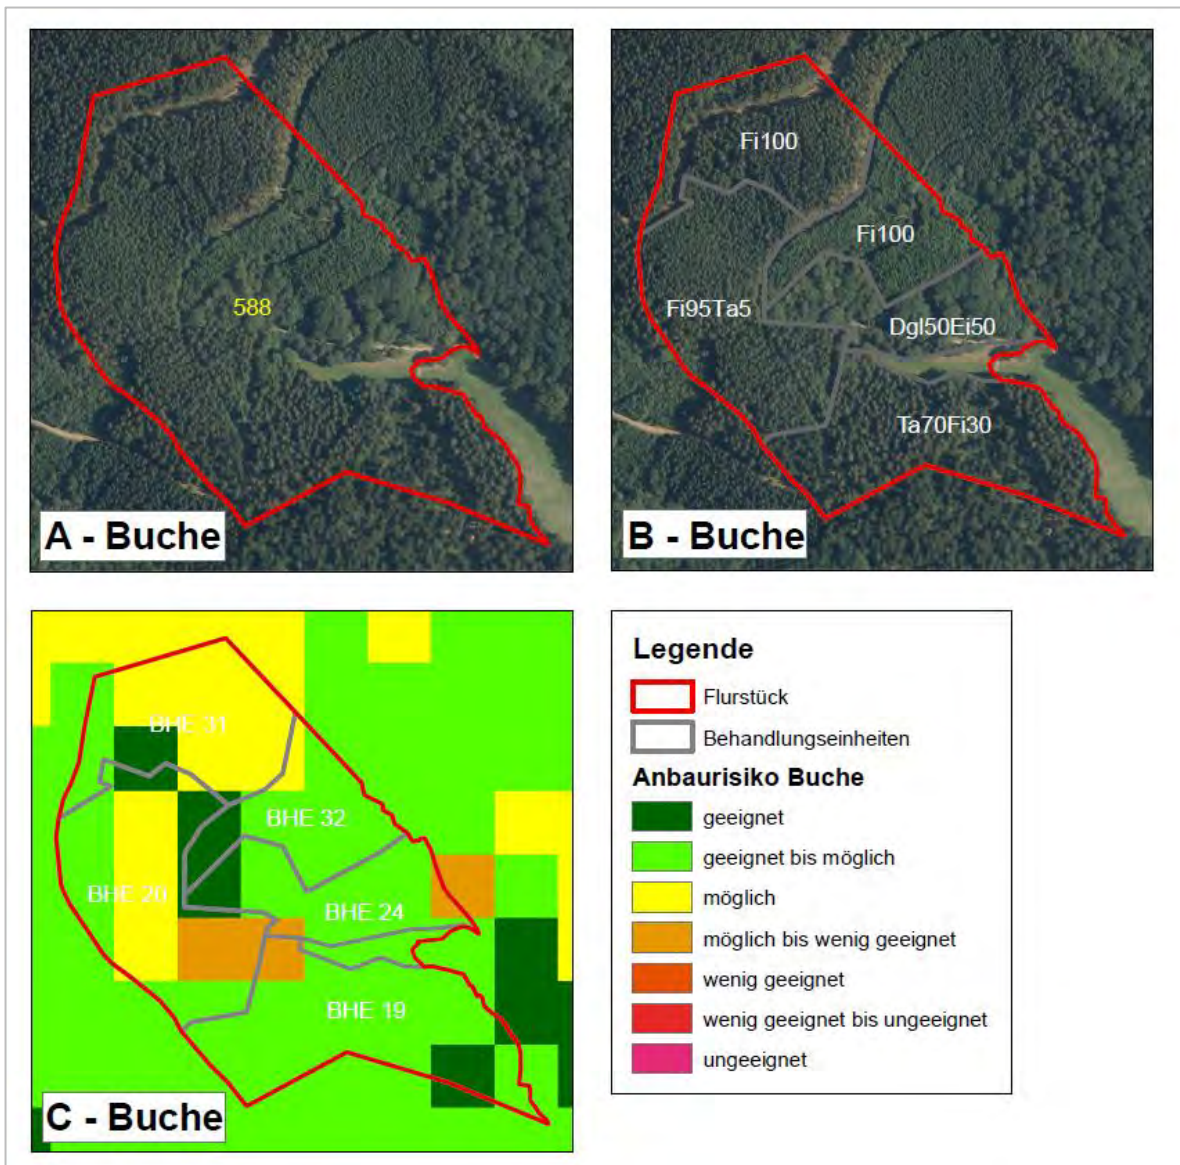 588
A - Buche
Fi100
Fi100
Fi95Ta5
Dgl50Ei50
Ta70Fi30
B - Buche
BHE 31
BHE 32
BHE 20
BHE 24
BHE 19
C - Buche
Legende
Flurstück
Behandlungseinheiten
Anbaurisiko Buche
geeignet
geeignet bis möglich
möglich
möglich bis wenig geeignet
wenig geeignet
wenig geeignet bis ungeeignet
ungeeignet